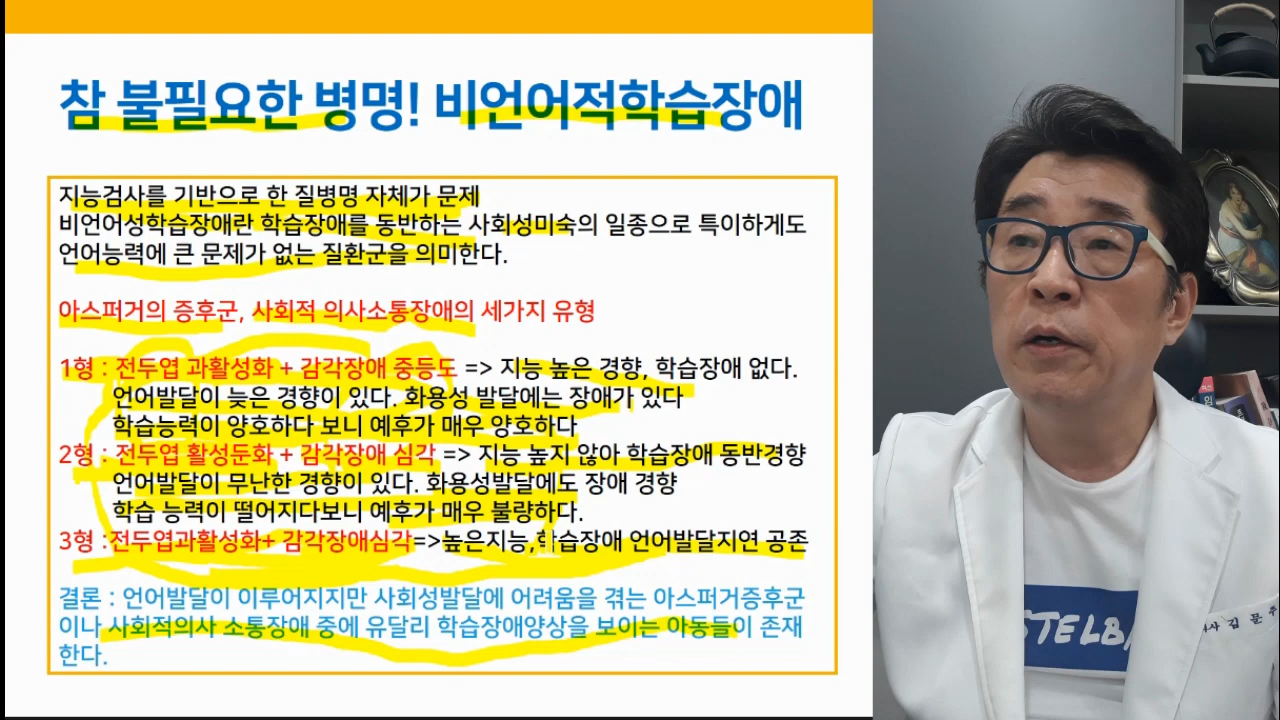 참 불필요한 병명! 비언어적학습장애
지능검사를 기반으로 한 질병명 자체가 문제
비언어성학습장애란 학습장애를 동반하는 사회성미숙의 일종으로 특이하게도
언어능력에 큰 문제가 없는 질환군을 의미한다.
아스퍼거의 증후군, 사회적 의사소통장애의 세가지 유형
1형 : 전두엽 과활성화 + 감각장애 중등도 => 지능 높은 경향, 학습장애 없다.
언어발달이 늦은 경향이 있다. 화용성 발달에는 장애가 있다
학습능력이 양호하다 보니 예후가 매우 양호하다
2형 : 전두엽 활성둔화 + 감각장애 심각 => 지능 높지 않아 학습장애 동반경향
언어발달이 무난한 경향이 있다. 화용성발달에도 장애 경향
학습 능력이 떨어지다보니 예후가 매우 불량하다.
3형 :전두엽과활성화+ 감각장애심각=>높은지능,학습장애 언어발달지연 공존
결론 : 언어발달이 이루어지지만 사회성발달에 어려움을 겪는 아스퍼거증후군
이나 사회적의사 소통장애 중에 유달리 학습장애양상을 보이는 아동들이 존재
한다.
STELBA
김문